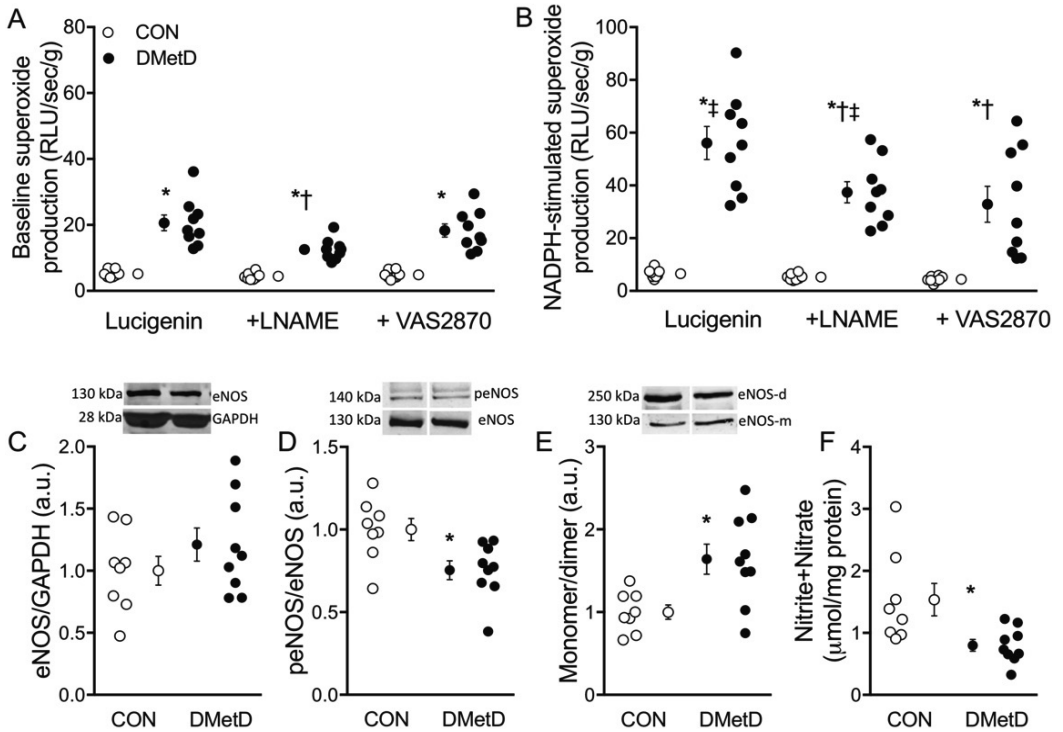 A
B
CON
DMetD
Baseline superoxide
production (RLU/sec/g)
80
60
40
20
0
*
*†
*
Lucigenin
+LNAME
+ VAS2870
NADPH-stimulated superoxide
production (RLU/sec/g)
100
80
60
40
20
0
*‡
*†‡
*†
Lucigenin
+LNAME
+ VAS2870
130 kDa
eNOS
28 kDa
GAPDH
140 kDa
peNOS
130 kDa
eNOS
250 kDa
eNOS-d
130 kDa
eNOS-m
C
eNOS/GAPDH (a.u.)
2.0
1.5
1.0
0.5
0.0
CON
DMetD
D
peNOS/eNOS (a.u.)
1.5
1.0
0.5
0.0
*
CON
DMetD
E
Monomer/dimer (a.u.)
3
2
1
0
*
CON
DMetD
F
Nitrite+Nitrate
(μmol/mg protein)
4
3
2
1
0
*
CON
DMetD